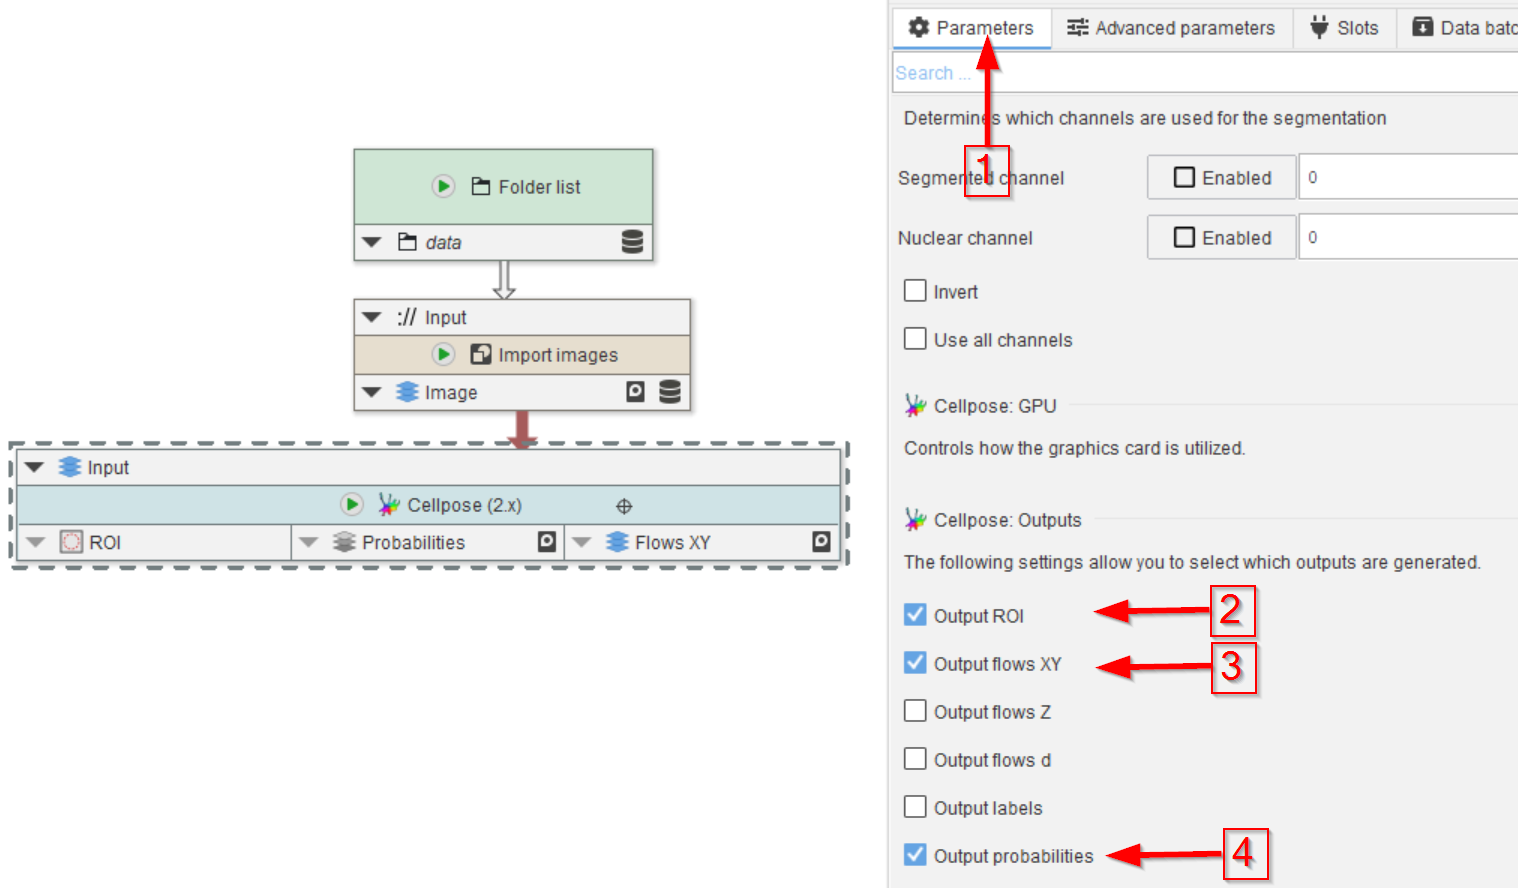 Folder list
data
:// Input
Import images
Image
Input
Cellpose (2.x)
ROI
Probabilities
Flows XY
Parameters
Advanced parameters
Slots
Data batc
Search ...
Determines which channels are used for the segmentation
1
Segmented channel
Enabled
0
Nuclear channel
Enabled
0
Invert
Use all channels
Cellpose: GPU
Controls how the graphics card is utilized.
Cellpose: Outputs
The following settings allow you to select which outputs are generated.
Output ROI
2
Output flows XY
3
Output flows Z
Output flows d
Output labels
Output probabilities
4